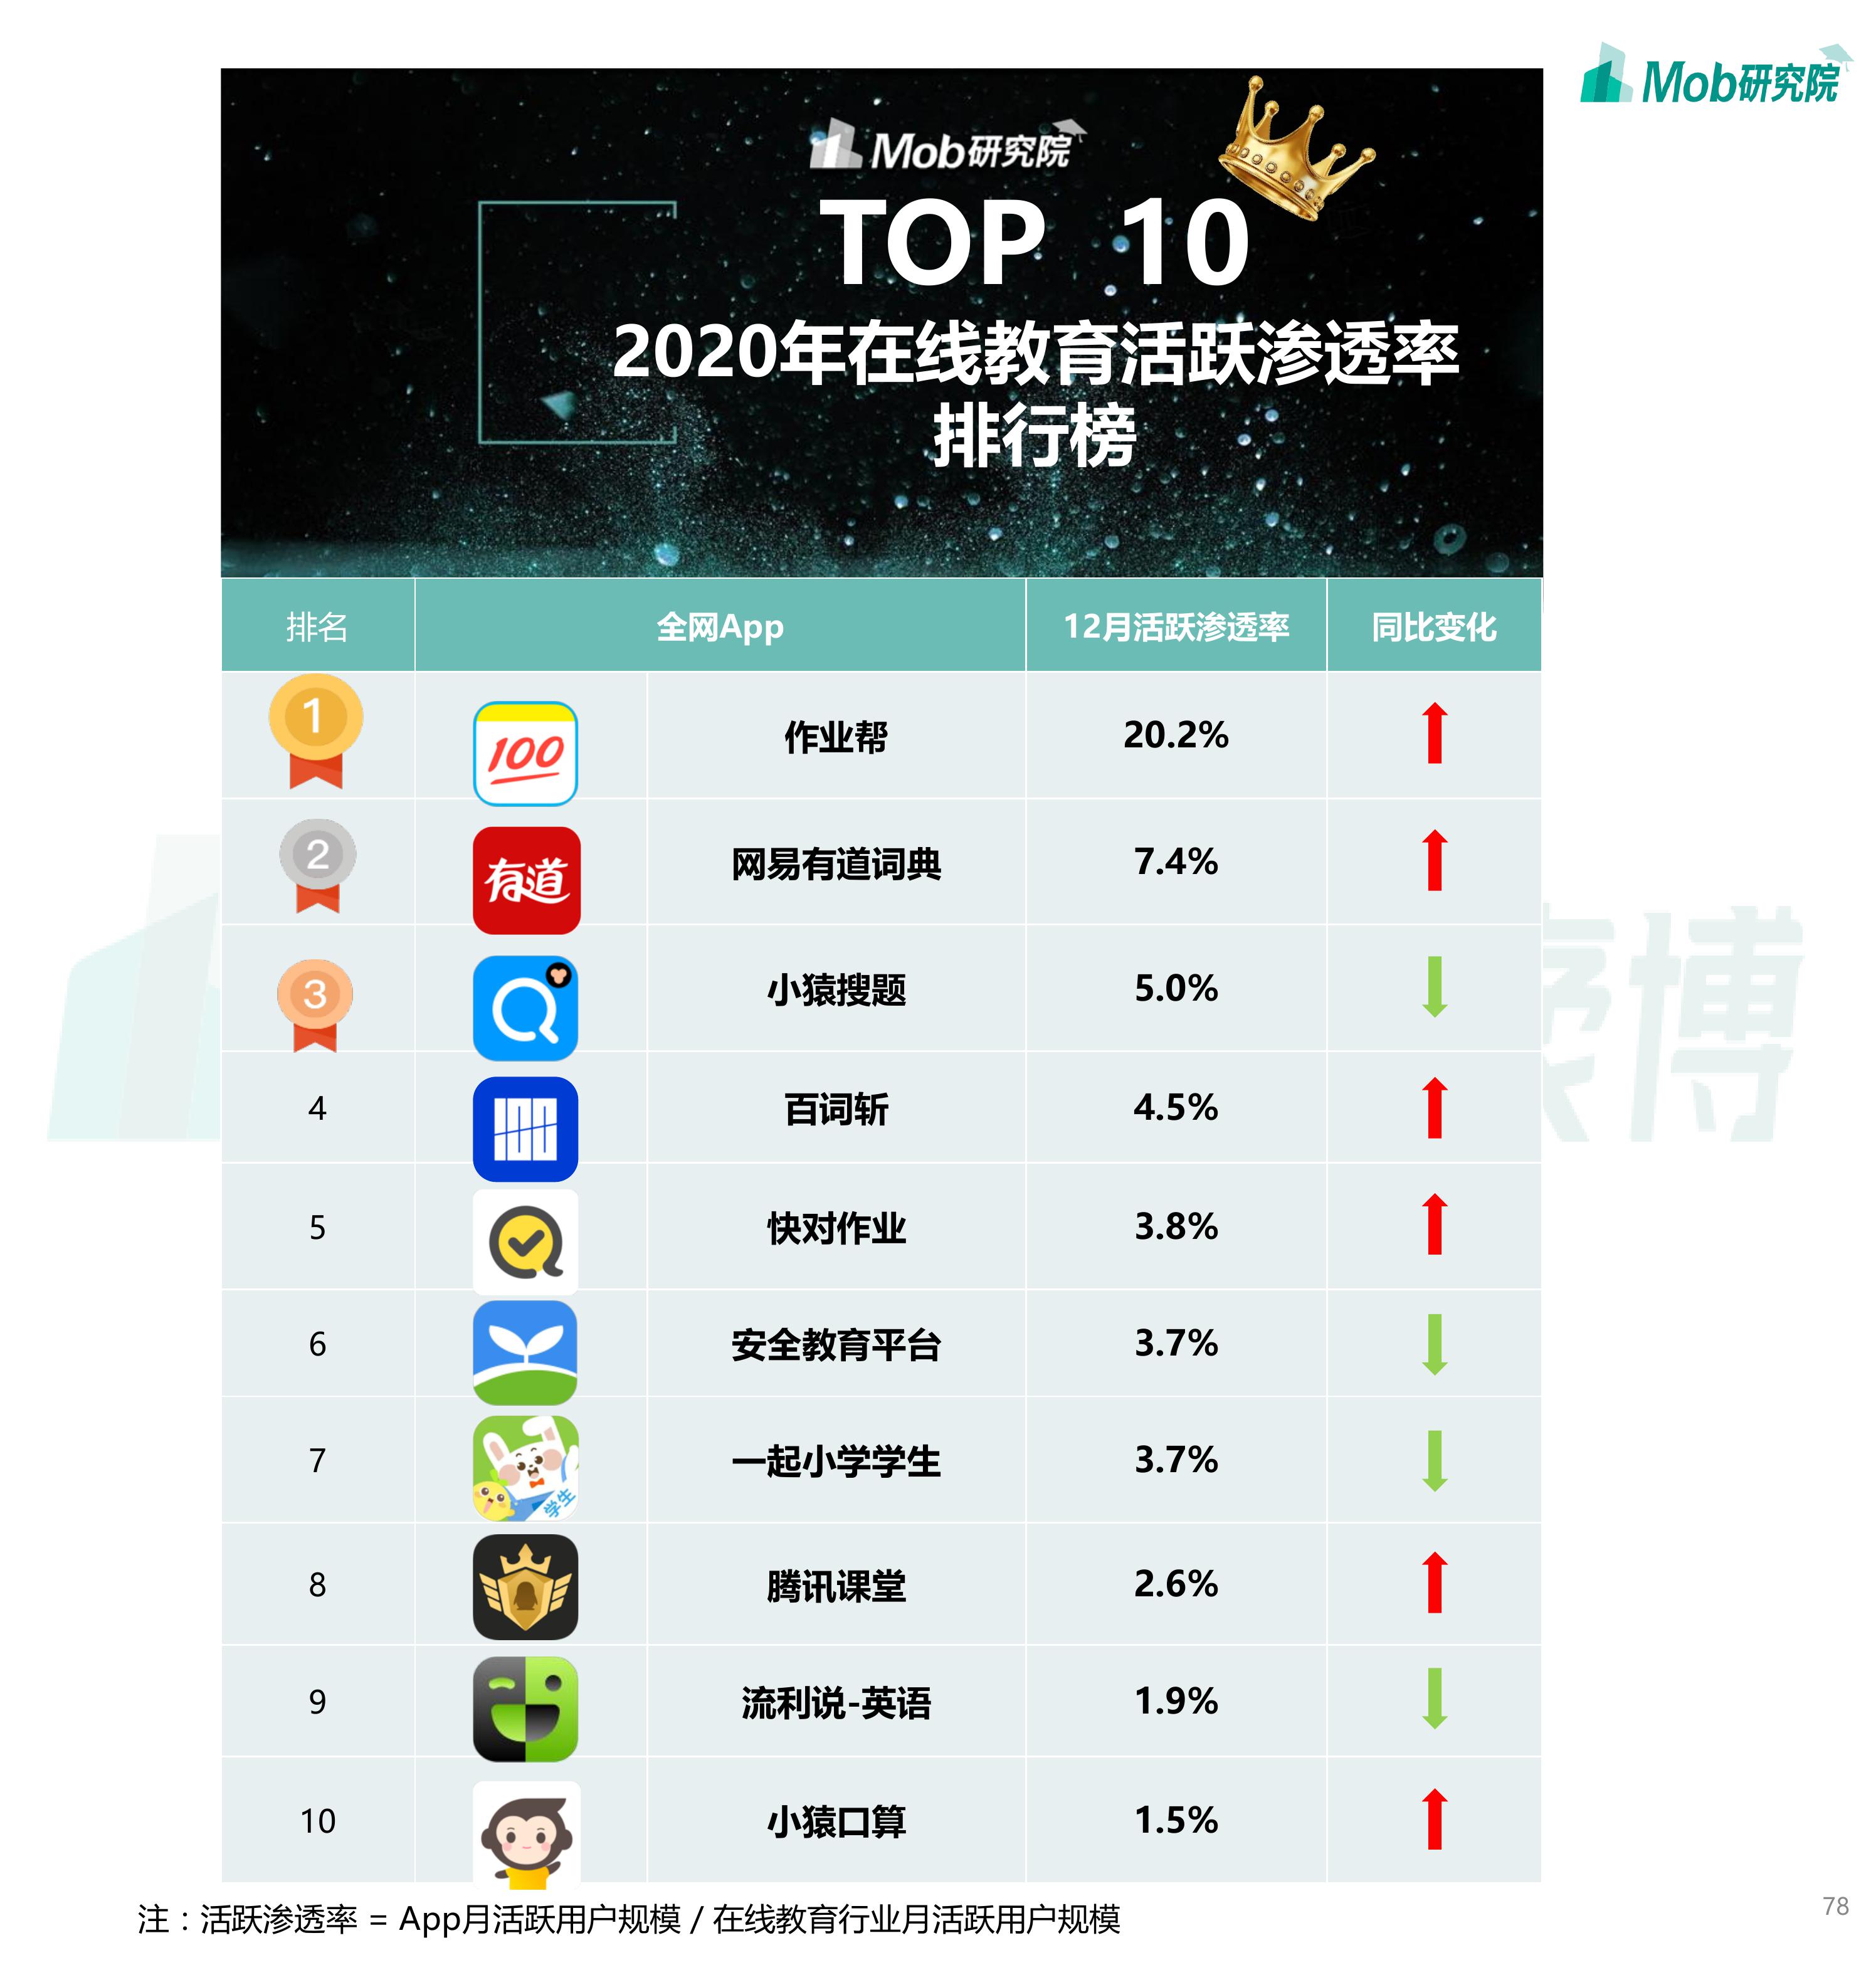 Mob研究院
Mob研究院
TOP 10
2020年在线教育活跃渗透率
排行榜
排名 全网App 12月活跃渗透率 同比变化
1 100 作业帮 20.2%
2 有道 网易有道词典 7.4%
3 小猿搜题 5.0%
4 100 百词斩 4.5%
5 快对作业 3.8%
6 安全教育平台 3.7%
7 学生 一起小学学生 3.7%
8 腾讯课堂 2.6%
9 流利说-英语 1.9%
10 小猿口算 1.5%
博
注：活跃渗透率 = App月活跃用户规模 / 在线教育行业月活跃用户规模
78